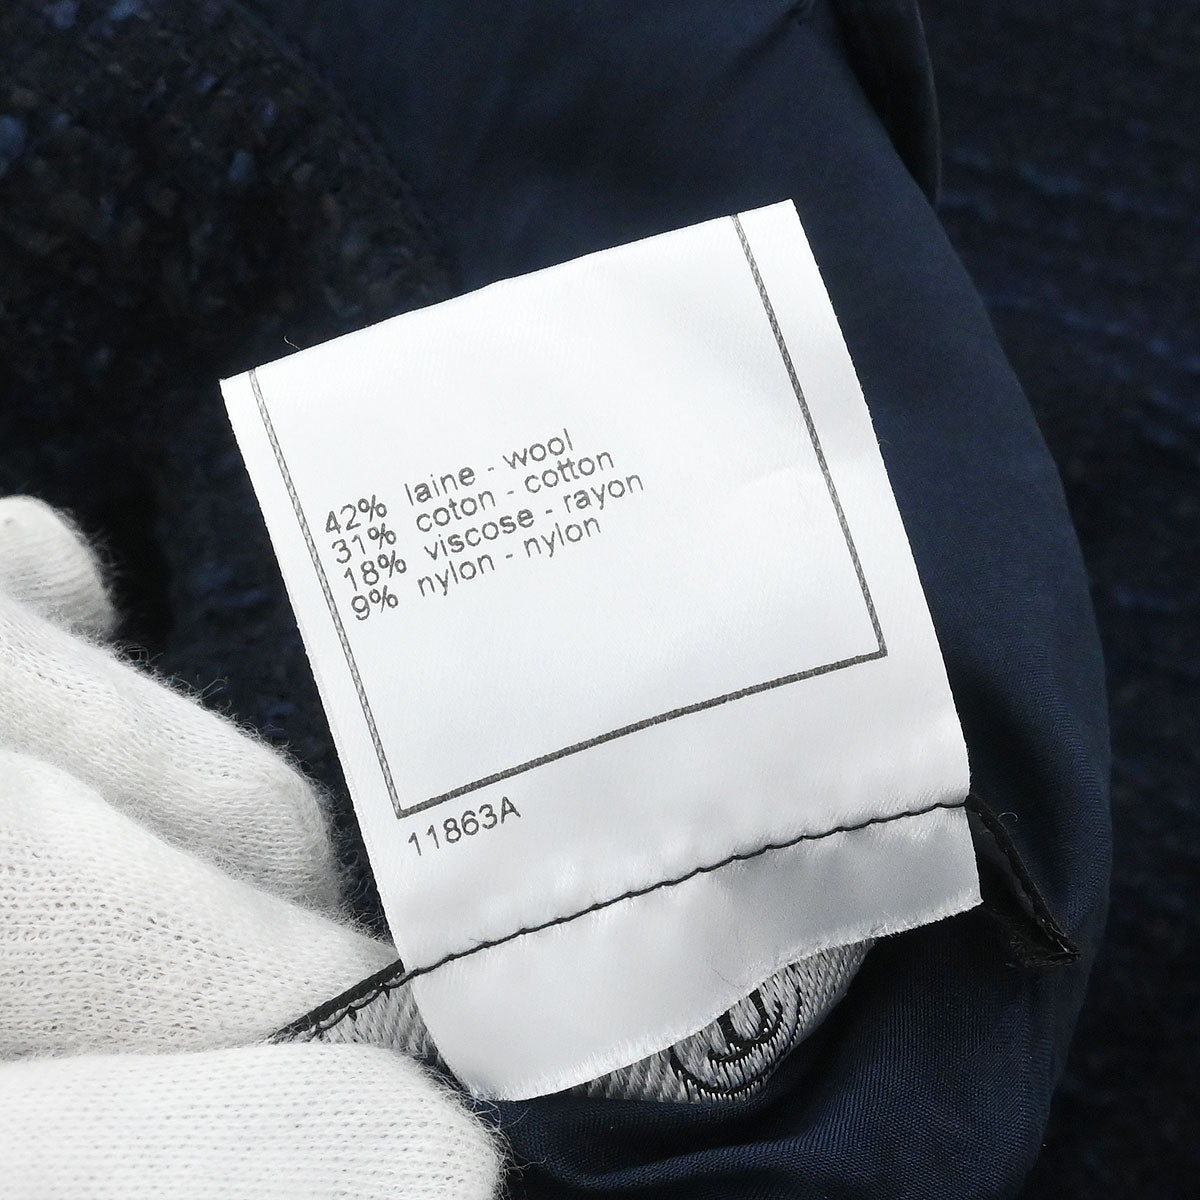 42% laine - wool
31% coton - cotton
18% viscose - rayon
9% nylon - nylon
11863A